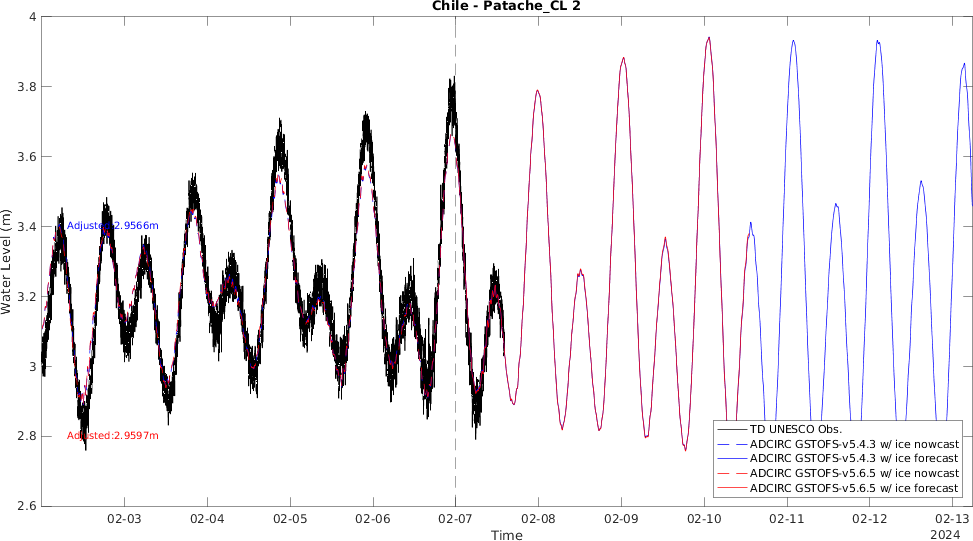 Chile - Patache_CL 2
4
3.8
3.6
3.4
3.2
3
2.8
2.6
Water Level (m)
Adjusted:2.9566m
Adjusted:2.9597m
TD UNESCO Obs.
ADCIRC GSTOFS-v5.4.3 w/ ice nowcast
ADCIRC GSTOFS-v5.4.3 w/ ice forecast
ADCIRC GSTOFS-v5.6.5 w/ ice nowcast
ADCIRC GSTOFS-v5.6.5 w/ ice forecast
02-03 02-04 02-05 02-06 02-07 02-08 02-09 02-10 02-11 02-12 02-13
Time
2024